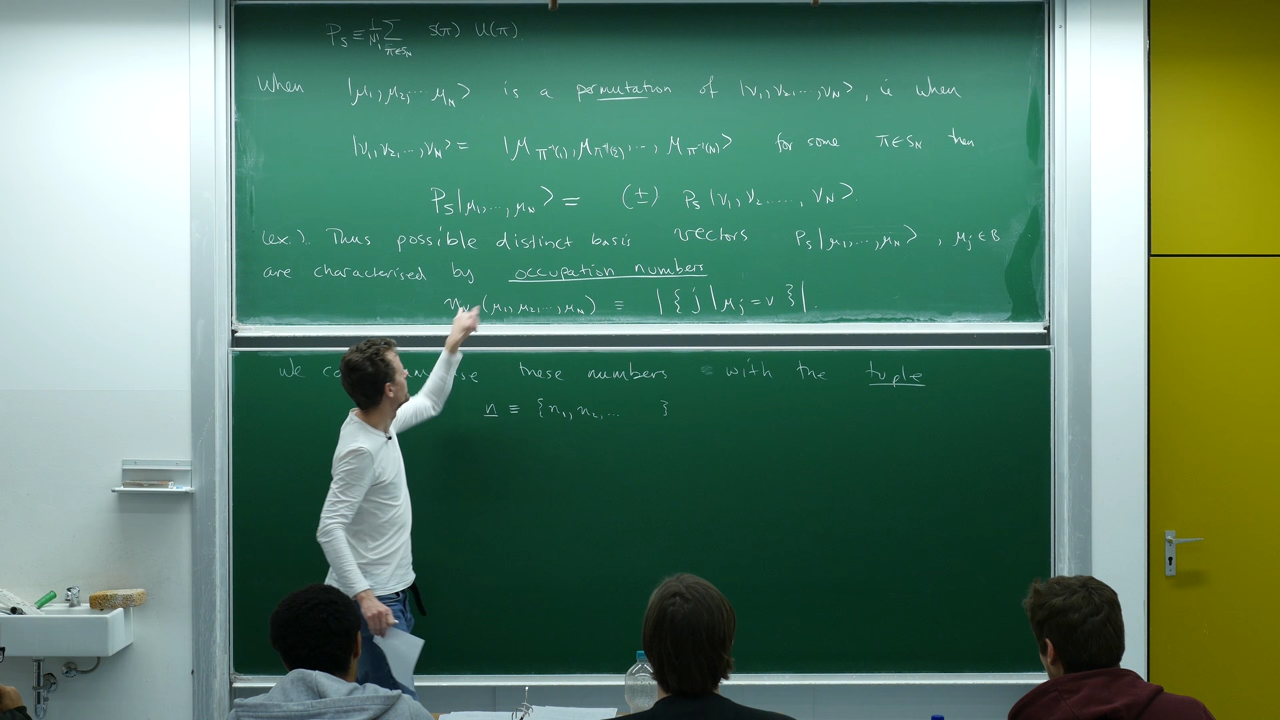 P_S ≡ 1/N! ∑_{π∈S_N} s(π) U(π).
When |μ_1, μ_2, ... μ_N⟩ is a permutation of |ν_1, ν_2, ..., ν_N⟩, ie when
|ν_1, ν_2, ..., ν_N⟩ = |μ_{π^{-1}(1)}, μ_{π^{-1}(2)}, ..., μ_{π^{-1}(N)}⟩ for some π∈S_N then
P_S|μ_1, ..., μ_N⟩ = (±) P_S |ν_1, ν_2, ..., ν_N⟩.
(ex.). Thus possible distinct basis vectors P_S|μ_1, ..., μ_N⟩, μ_j ∈ B
are characterised by occupation numbers
n_ν(μ_1, μ_2, ..., μ_N) ≡ |{j | μ_j = ν}|.
We these numbers with the tuple
n ≡ {n_1, n_2, ... }